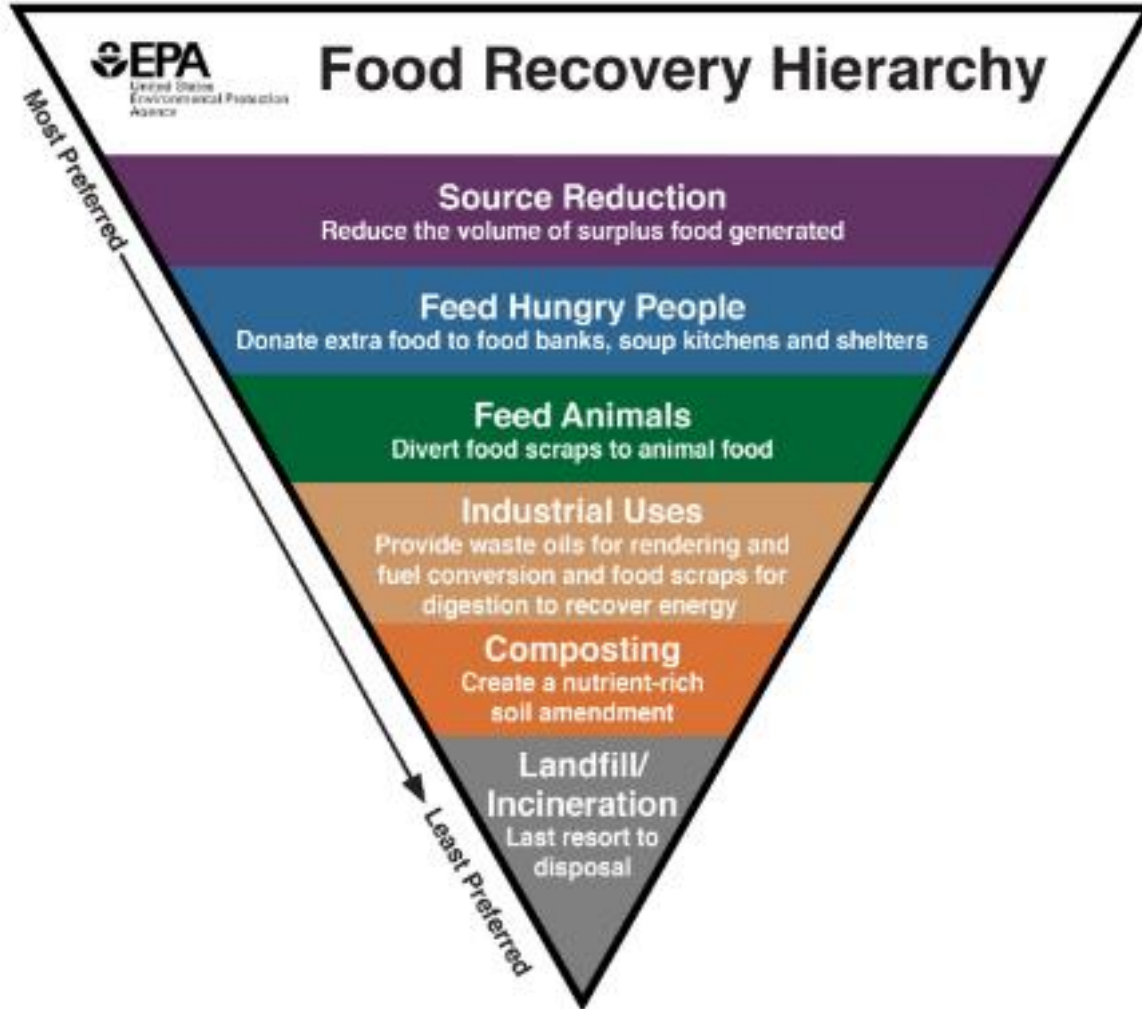 EPA
United States
Environmental Protection
Agency
Food Recovery Hierarchy
Most Preferred
Source Reduction
Reduce the volume of surplus food generated
Feed Hungry People
Donate extra food to food banks, soup kitchens and shelters
Feed Animals
Divert food scraps to animal food
Industrial Uses
Provide waste oils for rendering and
fuel conversion and food scraps for
digestion to recover energy
Composting
Create a nutrient-rich
soil amendment
Landfill/
Incineration
Last resort to
disposal
Least Preferred